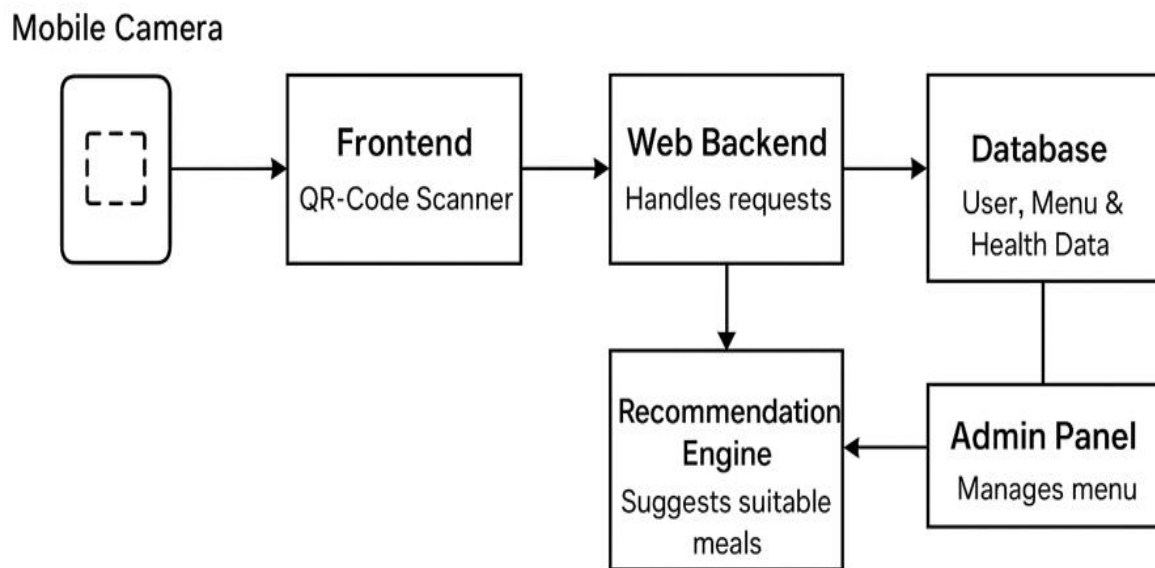 Mobile Camera
Frontend
QR-Code Scanner
Web Backend
Handles requests
Database
User, Menu &
Health Data
Recommendation
Engine
Suggests suitable
meals
Admin Panel
Manages menu